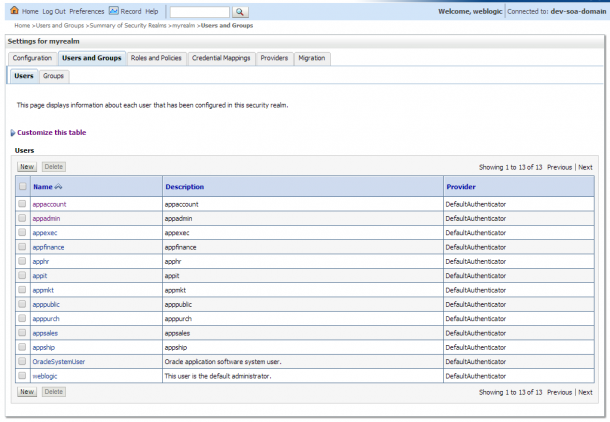 Home Log Out Preferences Record Help Welcome, weblogic Connected to: dev-soa-domain
Home >Users and Groups >Summary of Security Realms >myrealm >Users and Groups
Settings for myrealm
Configuration Users and Groups Roles and Policies Credential Mappings Providers Migration
Users Groups
This page displays information about each user that has been configured in this security realm.
Customize this table
Users
New Delete Showing 1 to 13 of 13 Previous | Next
Name Description Provider
appaccount appaccount DefaultAuthenticator
appadmin appadmin DefaultAuthenticator
appexec appexec DefaultAuthenticator
appfinance appfinance DefaultAuthenticator
apphr apphr DefaultAuthenticator
appit appit DefaultAuthenticator
appmkt appmkt DefaultAuthenticator
apppublic apppublic DefaultAuthenticator
apppurch apppurch DefaultAuthenticator
appsales appsales DefaultAuthenticator
appship appship DefaultAuthenticator
OracleSystemUser Oracle application software system user. DefaultAuthenticator
weblogic This user is the default administrator. DefaultAuthenticator
New Delete Showing 1 to 13 of 13 Previous | Next